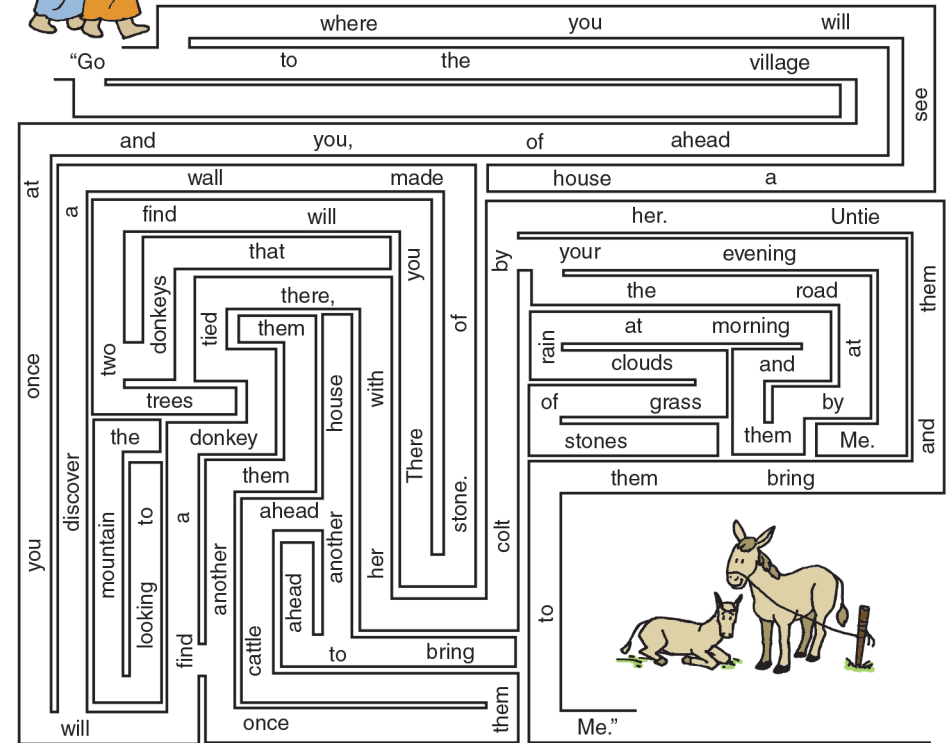 where you will
"Go to the village
see
and you, of ahead
at
wall made house a
a
find will her. Untie
that
you
by
your evening
donkeys
there,
the road
them
tied
them
of
rain
at morning
at
two
clouds
and
once
trees
house
with
of grass
by
the
donkey
stones
them
Me.
and
There
them
them bring
discover
mountain
to
a
ahead
another
stone.
colt
you
another
her
looking
ahead
to
find
cattle
to bring
them
will
once
Me."